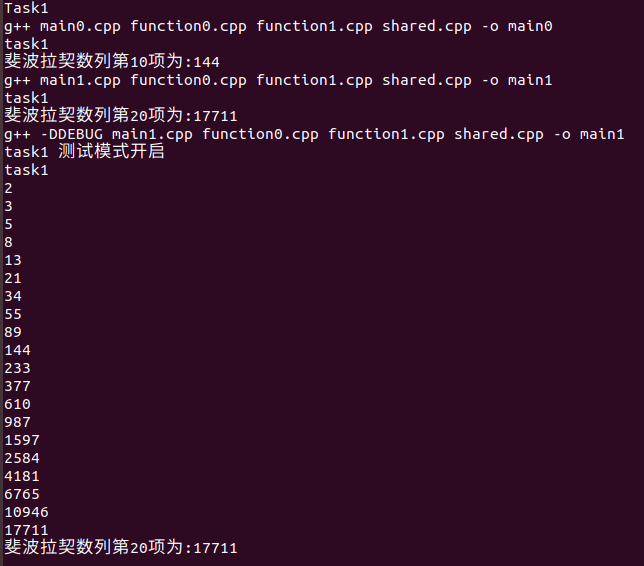 Task1
g++ main0.cpp function0.cpp function1.cpp shared.cpp -o main0
task1
斐波拉契数列第10项为:144
g++ main1.cpp function0.cpp function1.cpp shared.cpp -o main1
task1
斐波拉契数列第20项为:17711
g++ -DDEBUG main1.cpp function0.cpp function1.cpp shared.cpp -o main1
task1 测试模式开启
task1
2
3
5
8
13
21
34
55
89
144
233
377
610
987
1597
2584
4181
6765
10946
17711
斐波拉契数列第20项为:17711